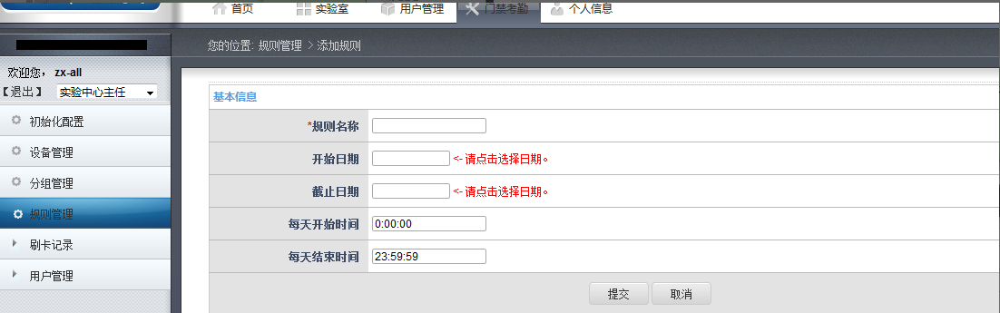 首页 实验室 用户管理 门禁考勤 个人信息
您的位置: 规则管理 > 添加规则
欢迎您， zx-all
【退出】 实验中心主任
初始化配置
设备管理
分组管理
规则管理
刷卡记录
用户管理
基本信息
*规则名称
开始日期 <- 请点击选择日期。
截止日期 <- 请点击选择日期。
每天开始时间 0:00:00
每天结束时间 23:59:59
提交 取消